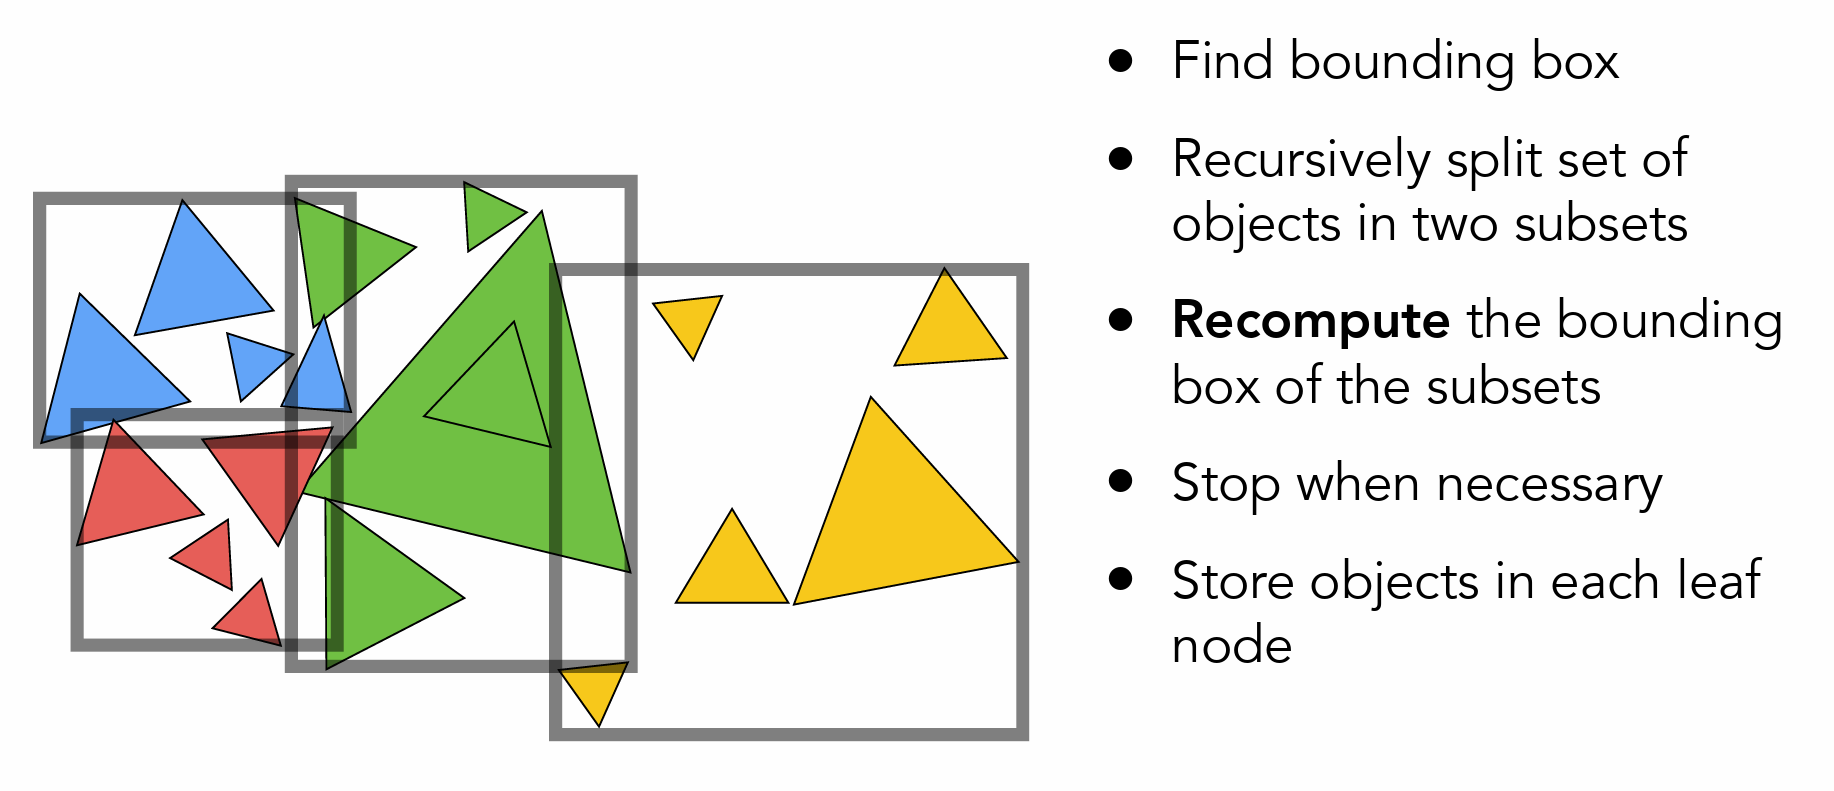 ● Find bounding box
● Recursively split set of
objects in two subsets
● Recompute the bounding
box of the subsets
● Stop when necessary
● Store objects in each leaf
node